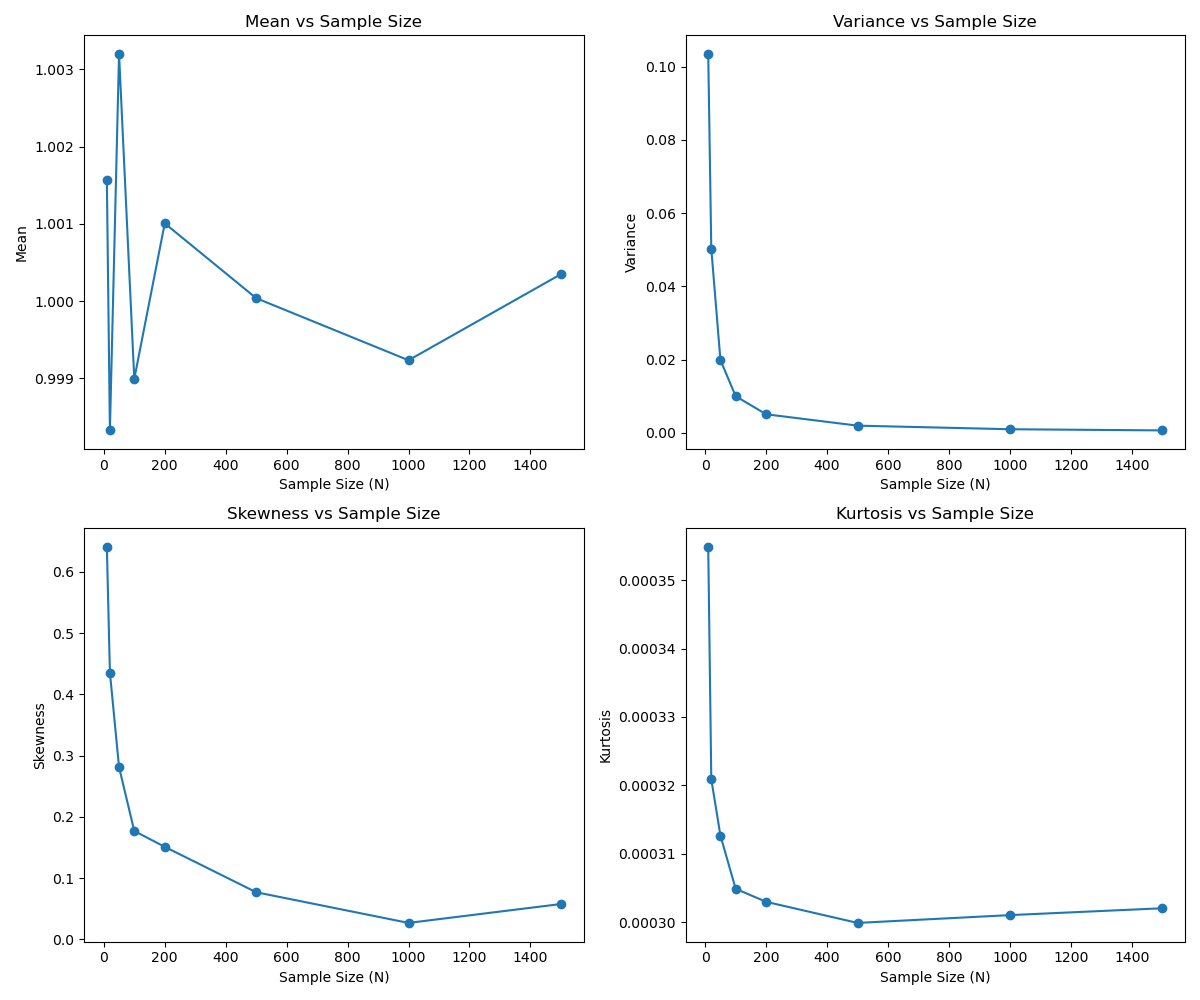 Mean vs Sample Size
Mean
1.003
1.002
1.001
1.000
0.999
0 200 400 600 800 1000 1200 1400
Sample Size (N)
Variance vs Sample Size
Variance
0.10
0.08
0.06
0.04
0.02
0.00
0 200 400 600 800 1000 1200 1400
Sample Size (N)
Skewness vs Sample Size
Skewness
0.6
0.5
0.4
0.3
0.2
0.1
0.0
0 200 400 600 800 1000 1200 1400
Sample Size (N)
Kurtosis vs Sample Size
Kurtosis
0.00035
0.00034
0.00033
0.00032
0.00031
0.00030
0 200 400 600 800 1000 1200 1400
Sample Size (N)